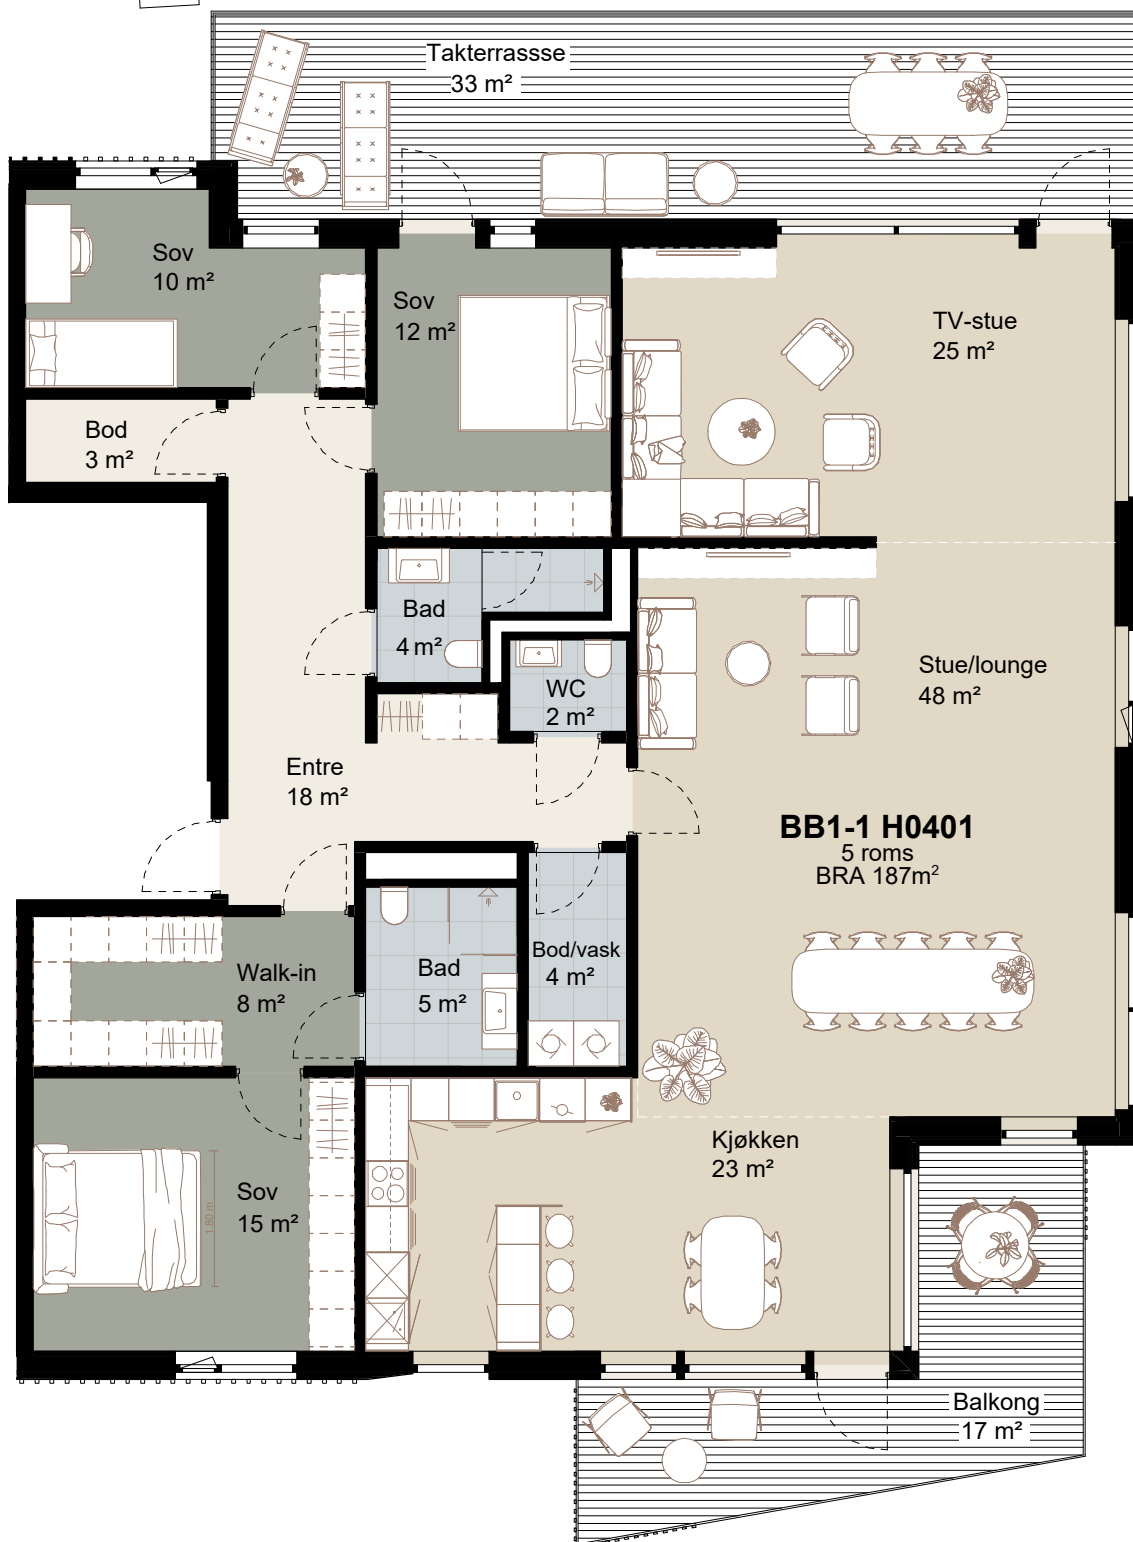 Takterrassse
33 m²
Sov
10 m²
Sov
12 m²
TV-stue
25 m²
Bod
3 m²
Bad
4 m²
WC
2 m²
Stue/lounge
48 m²
Entre
18 m²
BB1-1 H0401
5 roms
BRA 187m²
Walk-in
8 m²
Bad
5 m²
Bod/vask
4 m²
Kjøkken
23 m²
Sov
15 m²
1.80 m
Balkong
17 m²